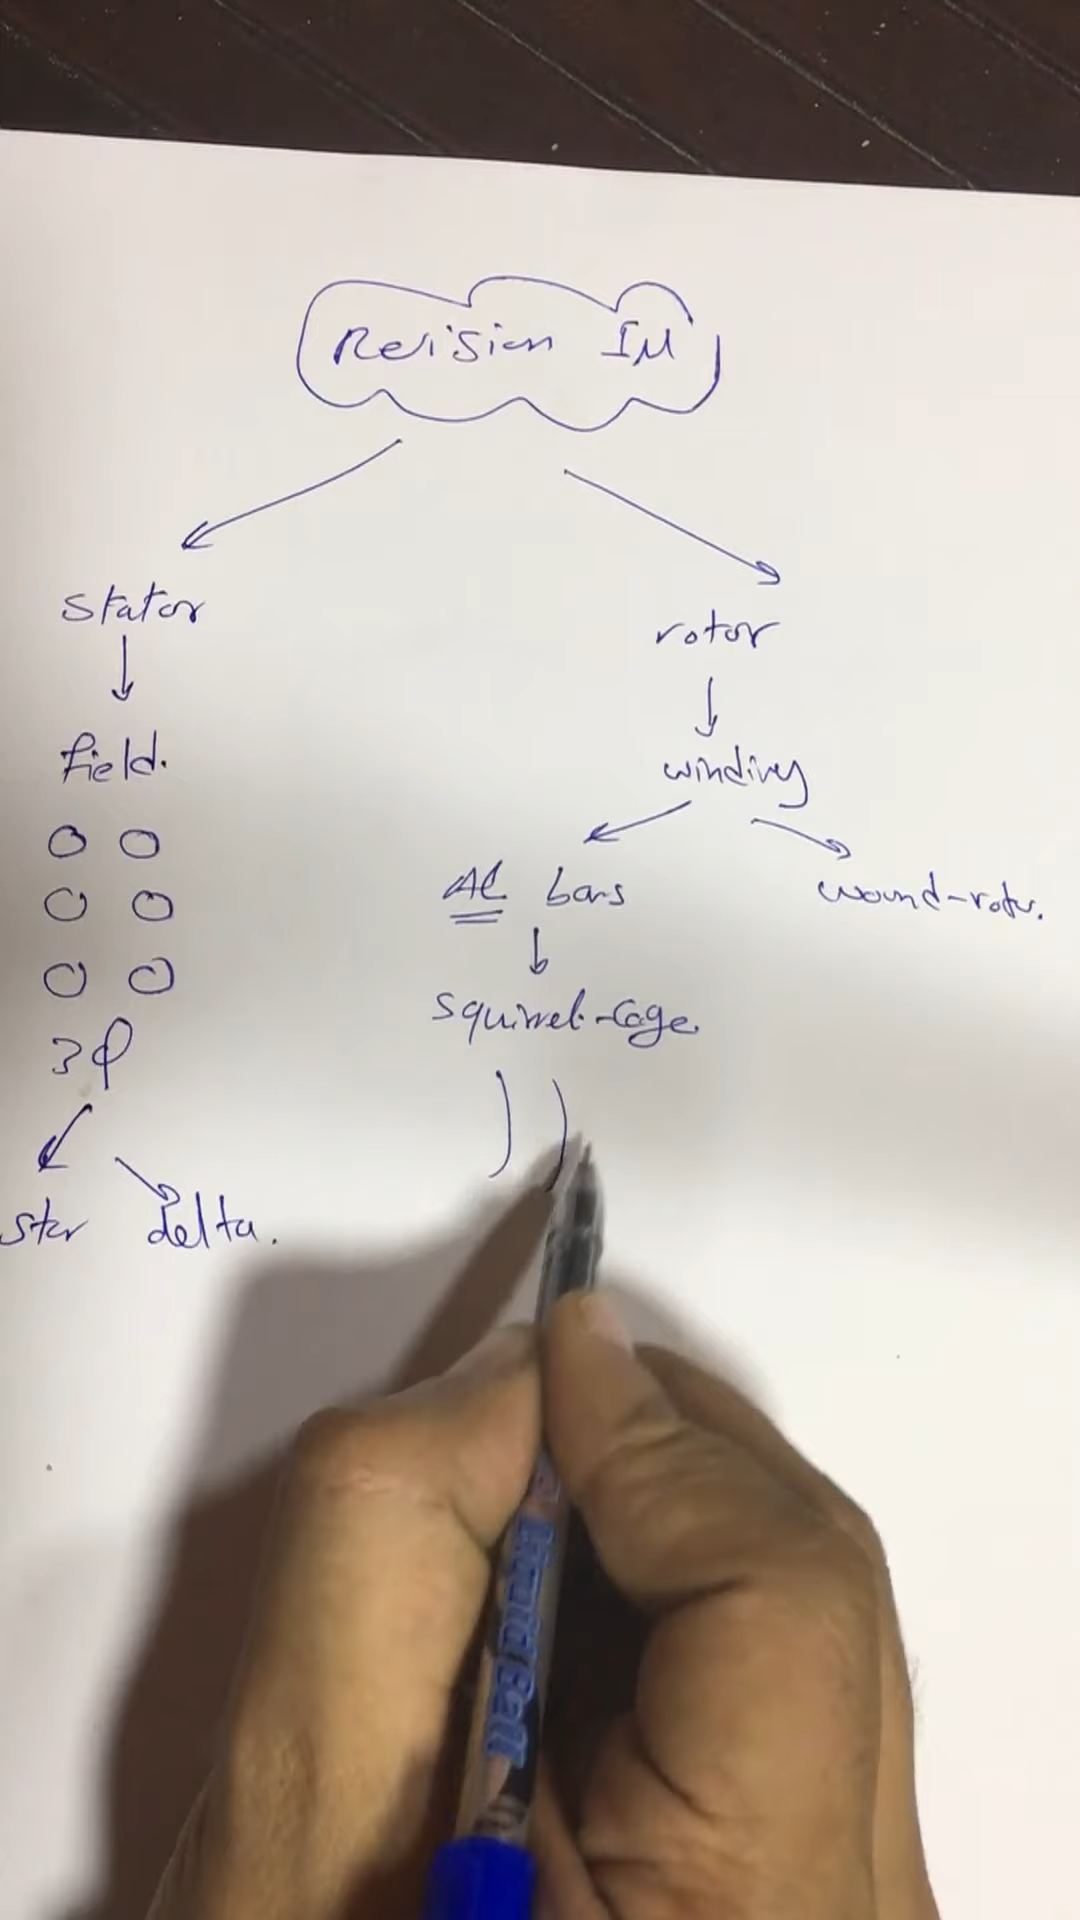 Revision IM
stator
field.
3φ
star delta.
rotor
winding
Al bars
wound-rotor.
squirrel-cage.